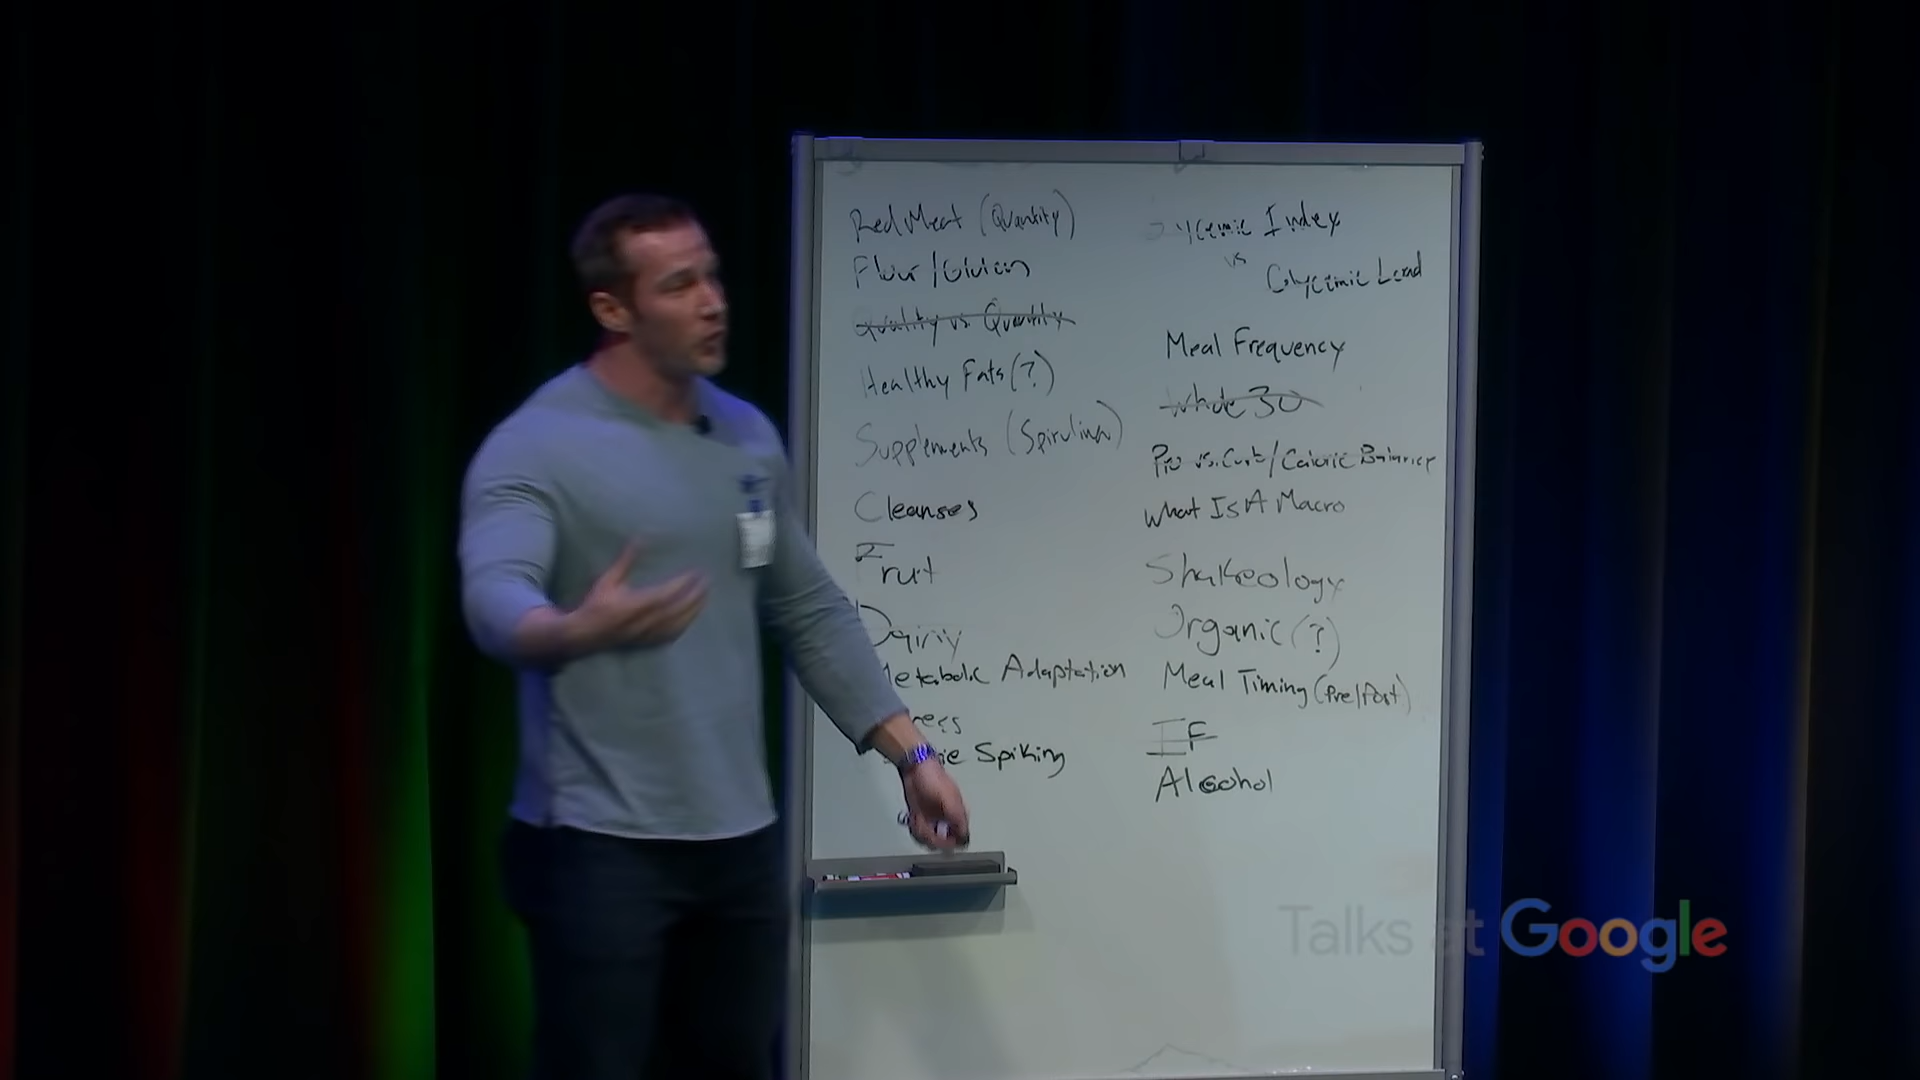 Red Meat (Quantity)
Flour/Gluten
Quality vs Quantity
Healthy Fats (?)
Supplements (Spirulina)
Cleanses
Fruit
Dairy
Metabolic Adaptation
Spiking
Glycemic Index
vs
Glycemic Load
Meal Frequency
Whole 30
Pro vs. Carb/Caloric Balance
What Is A Macro
Shakeology
Organic (?)
Meal Timing (Pre/Post)
IF
Alcohol
Talks at Google